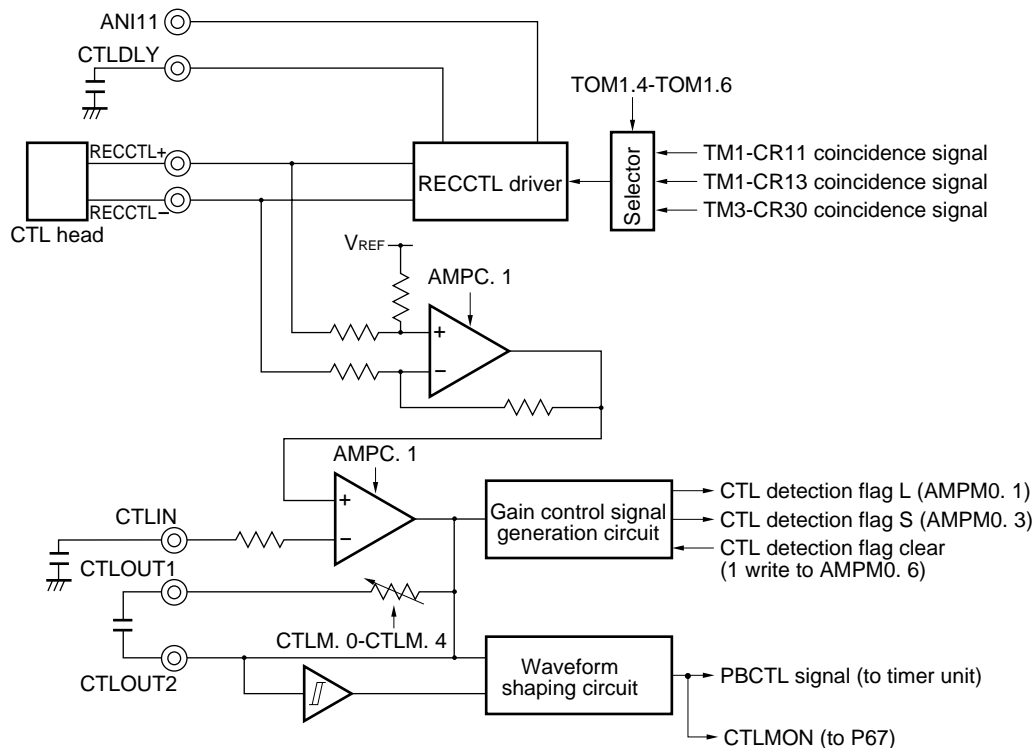 ANI11
CTLDLY
TOM1.4-TOM1.6
RECCTL+
RECCTL−
CTL head
RECCTL driver
Selector
TM1-CR11 coincidence signal
TM1-CR13 coincidence signal
TM3-CR30 coincidence signal
VREF
AMPC. 1
+
−
AMPC. 1
+
−
CTLIN
Gain control signal
generation circuit
CTL detection flag L (AMPM0. 1)
CTL detection flag S (AMPM0. 3)
CTL detection flag clear
(1 write to AMPM0. 6)
CTLOUT1
CTLM. 0-CTLM. 4
CTLOUT2
Waveform
shaping circuit
PBCTL signal (to timer unit)
CTLMON (to P67)